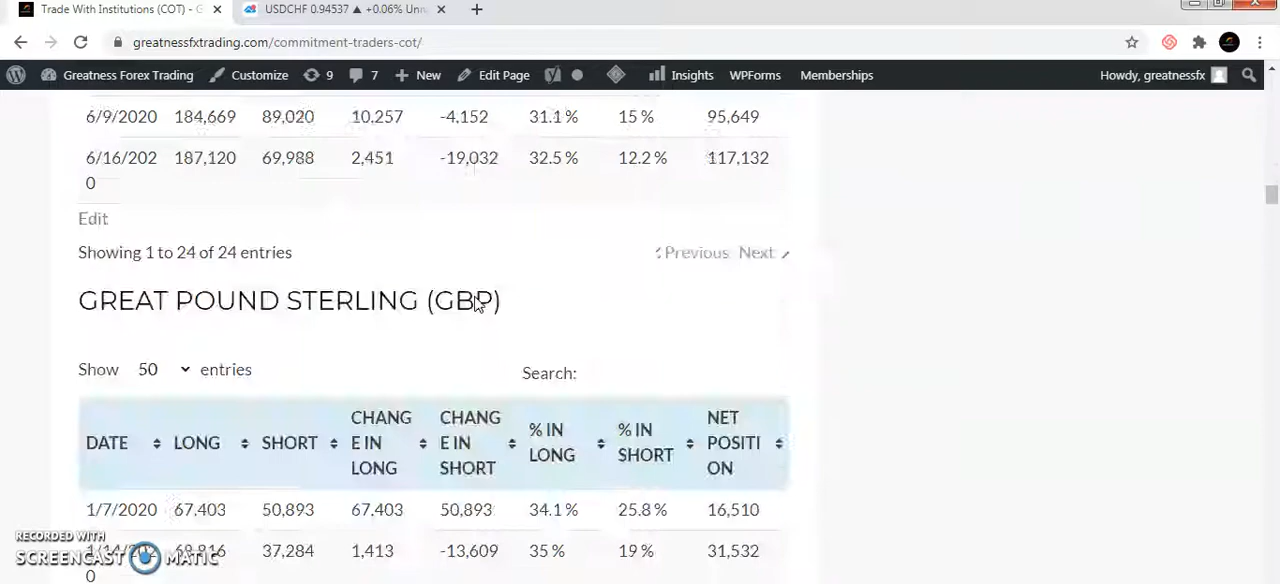 Trade With Institutions (COT) - G
USDCHF 0.94537 ▲ +0.06% Unn
greatnessfxtrading.com/commitment-traders-cot/
Greatness Forex Trading Customize 9 7 New Edit Page Insights WPForms Memberships Howdy, greatnessfx
6/9/2020 184,669 89,020 10,257 -4,152 31.1 % 15 % 95,649
6/16/202 187,120 69,988 2,451 -19,032 32.5 % 12.2 % 117,132
0
Edit
Showing 1 to 24 of 24 entries Previous Next
GREAT POUND STERLING (GBP)
Show 50 entries Search:
DATE LONG SHORT CHANG
E IN
LONG CHANG
E IN
SHORT % IN
LONG % IN
SHORT NET
POSITI
ON
1/7/2020 67,403 50,893 67,403 50,893 34.1 % 25.8 % 16,510
37,284 1,413 -13,609 35 % 19 % 31,532
0
RECORDED WITH
SCREENCAST MATIC